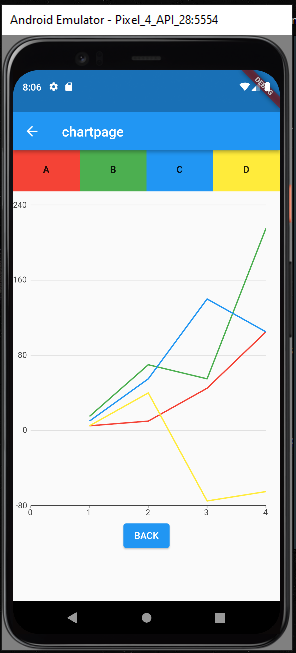 Android Emulator - Pixel_4_API_28:5554
8:06
DEBUG
chartpage
A B C D
240
160
80
0
-80
0 1 2 3 4
BACK